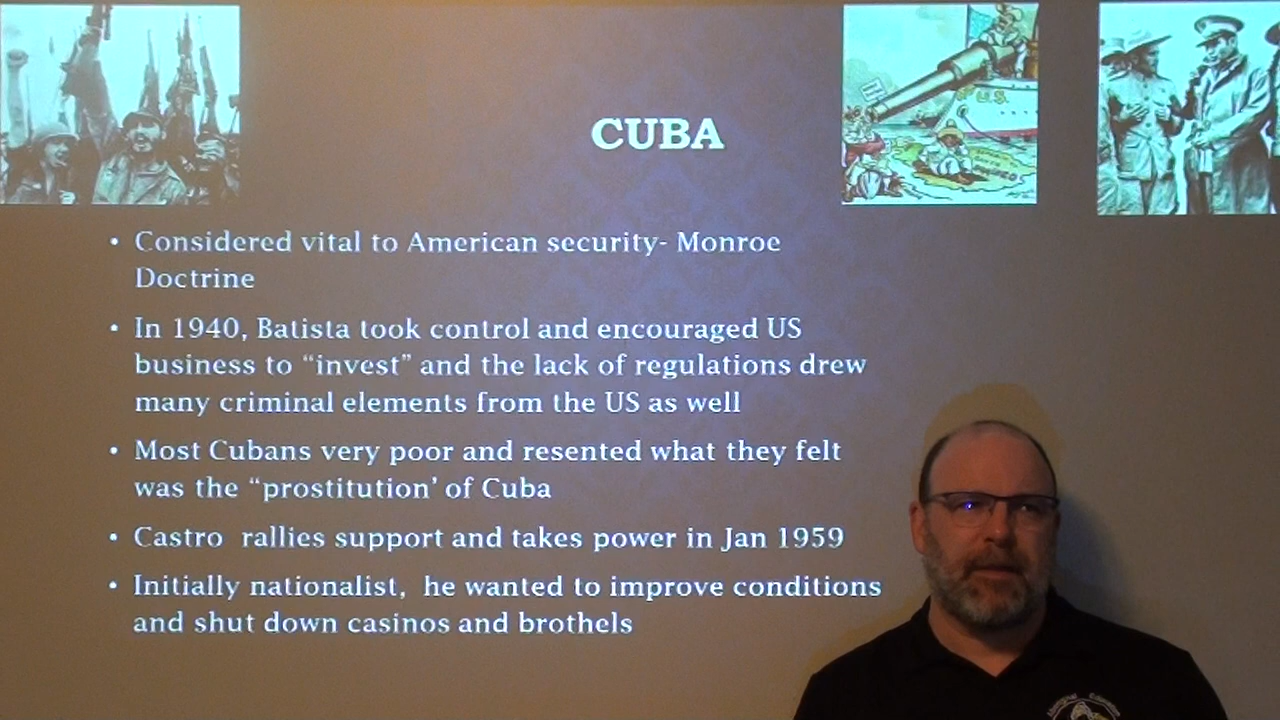 CUBA
U.S.
• Considered vital to American security- Monroe
Doctrine
• In 1940, Batista took control and encouraged US
business to “invest” and the lack of regulations drew
many criminal elements from the US as well
• Most Cubans very poor and resented what they felt
was the “prostitution’ of Cuba
• Castro  rallies support and takes power in Jan 1959
• Initially nationalist,  he wanted to improve conditions
and shut down casinos and brothels